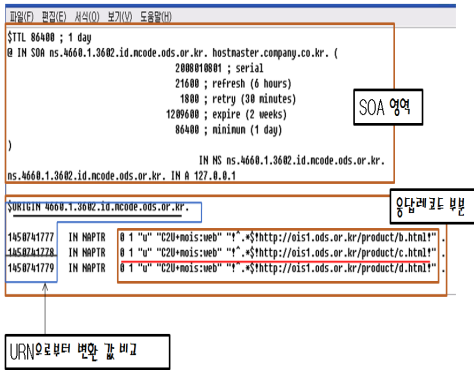 파일(F) 편집(E) 서식(O) 보기(V) 도움말(H)
$TTL 86400 ; 1 day
@ IN SOA ns.4660.1.3602.id.mcode.ods.or.kr. hostmaster.company.co.kr. (
2008010801 ; serial
21600 ; refresh (6 hours)
1800 ; retry (30 minutes)
1209600 ; expire (2 weeks)
86400 ; minimum (1 day)
)
IN NS ns.4660.1.3602.id.mcode.ods.or.kr.
ns.4660.1.3602.id.mcode.ods.or.kr. IN A 127.0.0.1
SOA 영역
응답레코드 부분
$ORIGIN 4660.1.3602.id.mcode.ods.or.kr.
1450741777 IN NAPTR 0 1 "u" "C2U+mois:web" "!^.*$!http://ois1.ods.or.kr/product/b.html!" .
1450741778 IN NAPTR 0 1 "u" "C2U+mois:web" "!^.*$!http://ois1.ods.or.kr/product/c.html!" .
1450741779 IN NAPTR 0 1 "u" "C2U+mois:web" "!^.*$!http://ois1.ods.or.kr/product/d.html!" .
URN으로부터 변환 값 비교